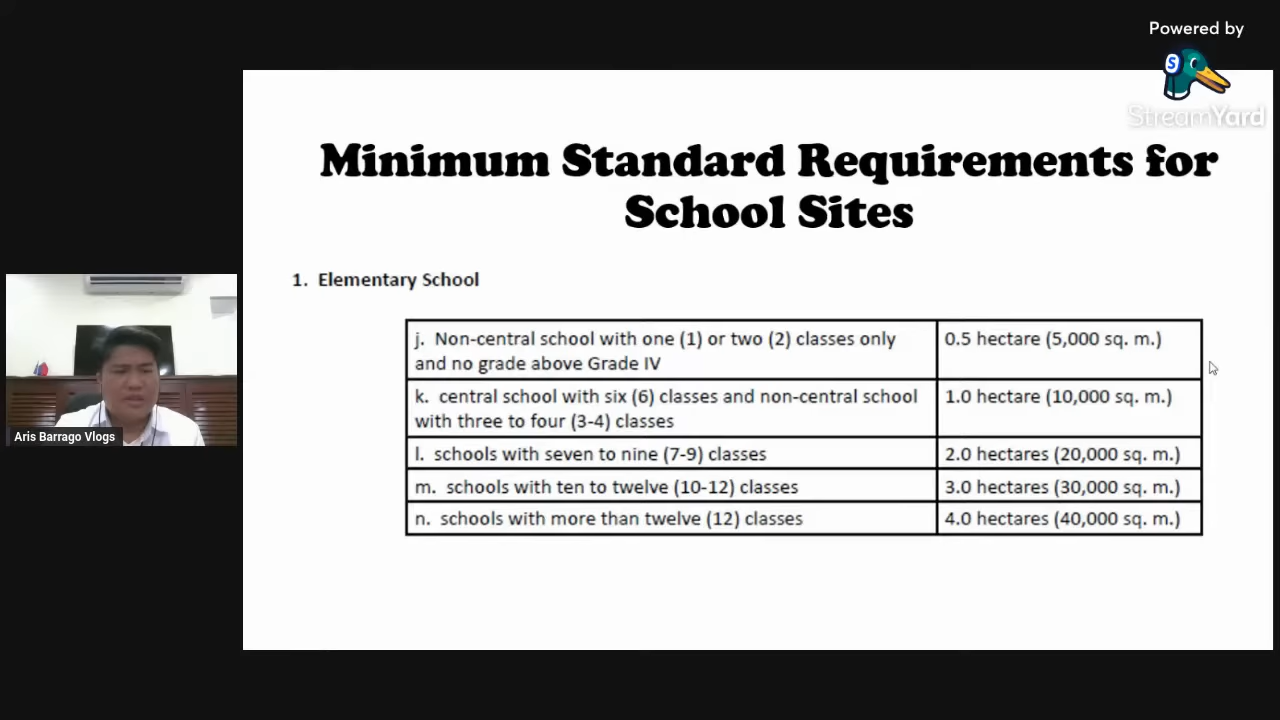 Powered by
S
StreamYard
Minimum Standard Requirements for
School Sites
1. Elementary School
j. Non-central school with one (1) or two (2) classes only
and no grade above Grade IV
0.5 hectare (5,000 sq. m.)
k. central school with six (6) classes and non-central school
with three to four (3-4) classes
1.0 hectare (10,000 sq. m.)
l. schools with seven to nine (7-9) classes
2.0 hectares (20,000 sq. m.)
m. schools with ten to twelve (10-12) classes
3.0 hectares (30,000 sq. m.)
n. schools with more than twelve (12) classes
4.0 hectares (40,000 sq. m.)
Aris Barrago Vlogs